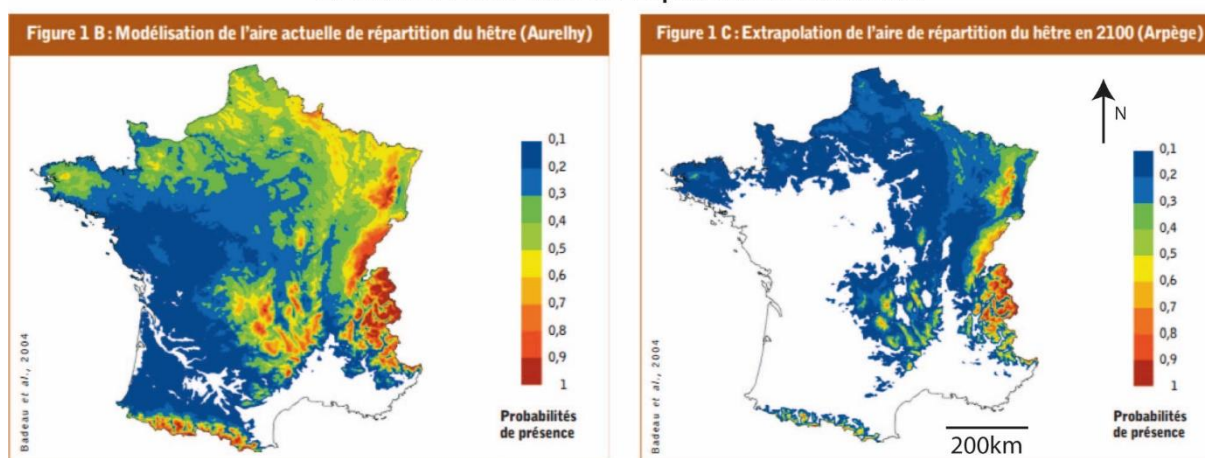 Figure 1 B : Modélisation de l'aire actuelle de répartition du hêtre (Aurelhy)
0,1
0,2
0,3
0,4
0,5
0,6
0,7
0,8
0,9
1
Probabilités
de présence
Badeau et al., 2004
Figure 1 C : Extrapolation de l'aire de répartition du hêtre en 2100 (Arpège)
N
0,1
0,2
0,3
0,4
0,5
0,6
0,7
0,8
0,9
1
Probabilités
de présence
200km
Badeau et al., 2004